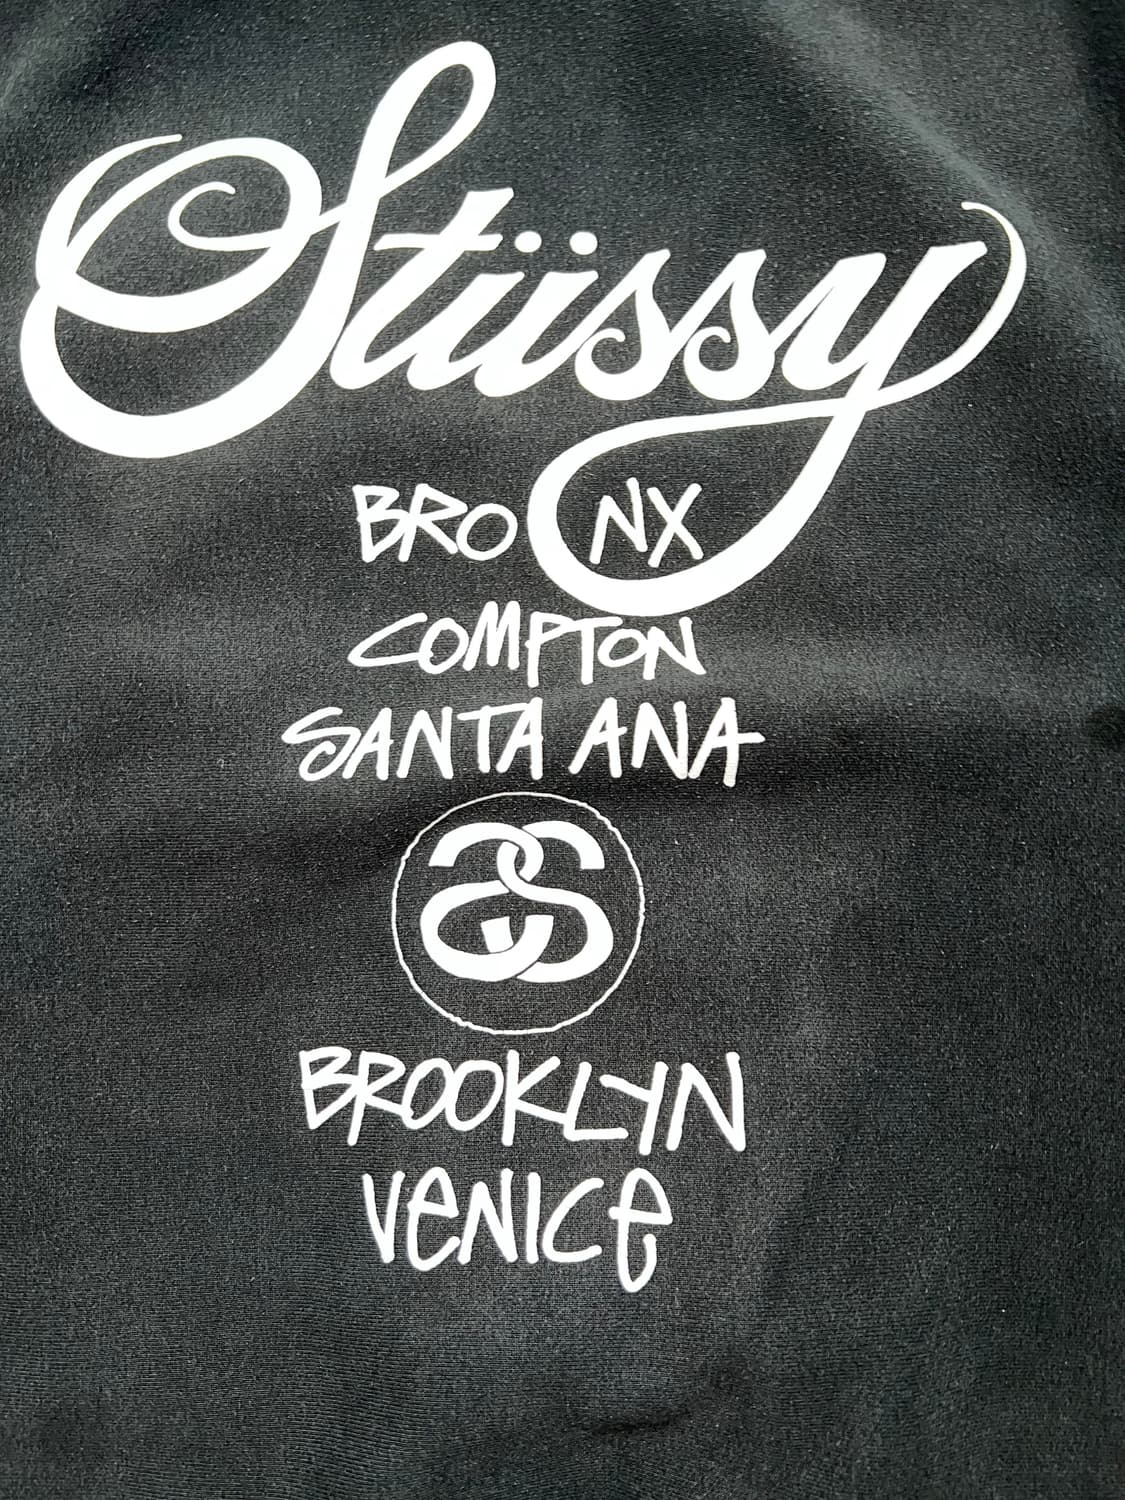 Stüssy
BRONX
COMPTON
SANTA ANA
SS
BROOKLYN
VENICE